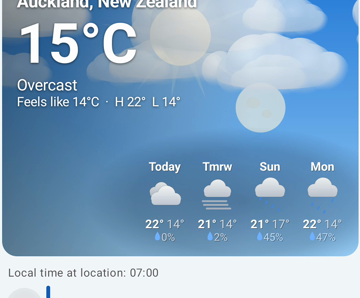 Auckland, New Zealand
15°C
Overcast
Feels like 14°C · H 22° L 14°
Today Tmrw Sun Mon
22° 14° 21° 14° 21° 17° 22° 14°
0% 2% 45% 47%
Local time at location: 07:00